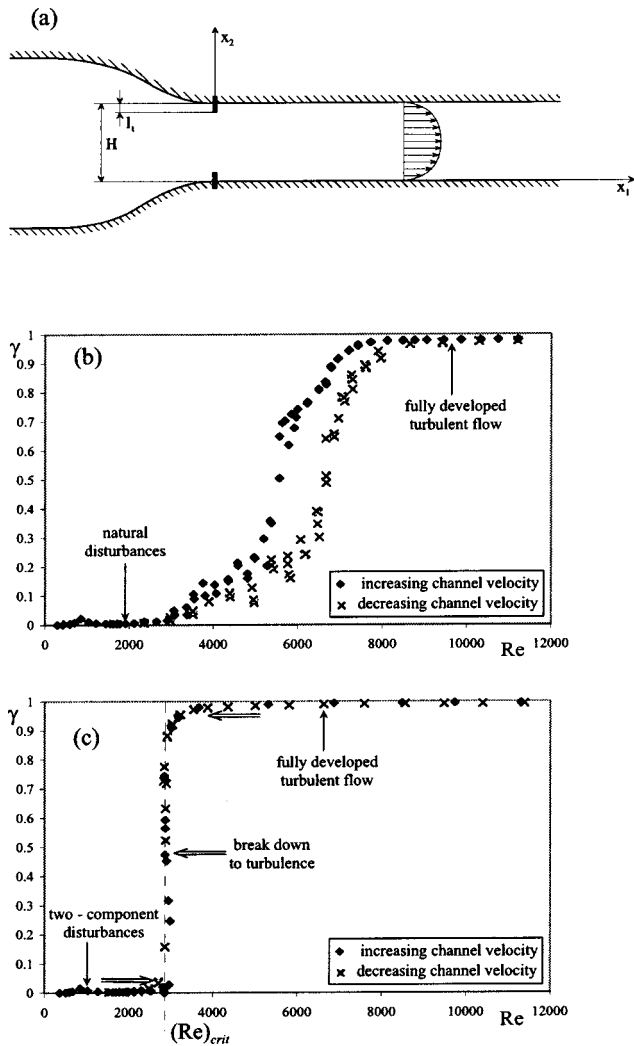 (a)
x₂
lₜ
H
x₁
γ
(b)
1
0.9
0.8
0.7
0.6
0.5
0.4
0.3
0.2
0.1
0
natural
disturbances
fully developed
turbulent flow
increasing channel velocity
decreasing channel velocity
0 2000 4000 6000 8000 10000 12000
Re
γ
(c)
1
0.9
0.8
0.7
0.6
0.5
0.4
0.3
0.2
0.1
0
fully developed
turbulent flow
break down
to turbulence
two - component
disturbances
increasing channel velocity
decreasing channel velocity
0 2000 4000 6000 8000 10000 12000
(Re)crit
Re